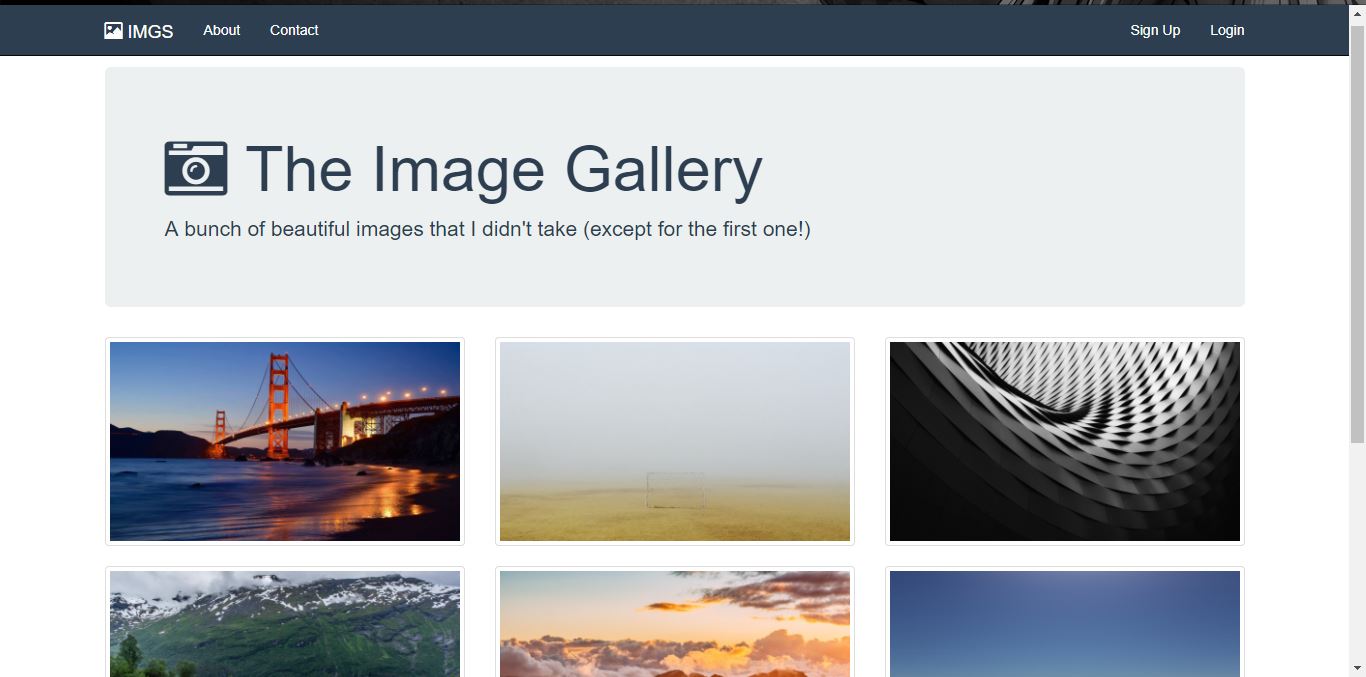 IMGS About Contact Sign Up Login
The Image Gallery
A bunch of beautiful images that I didn't take (except for the first one!)